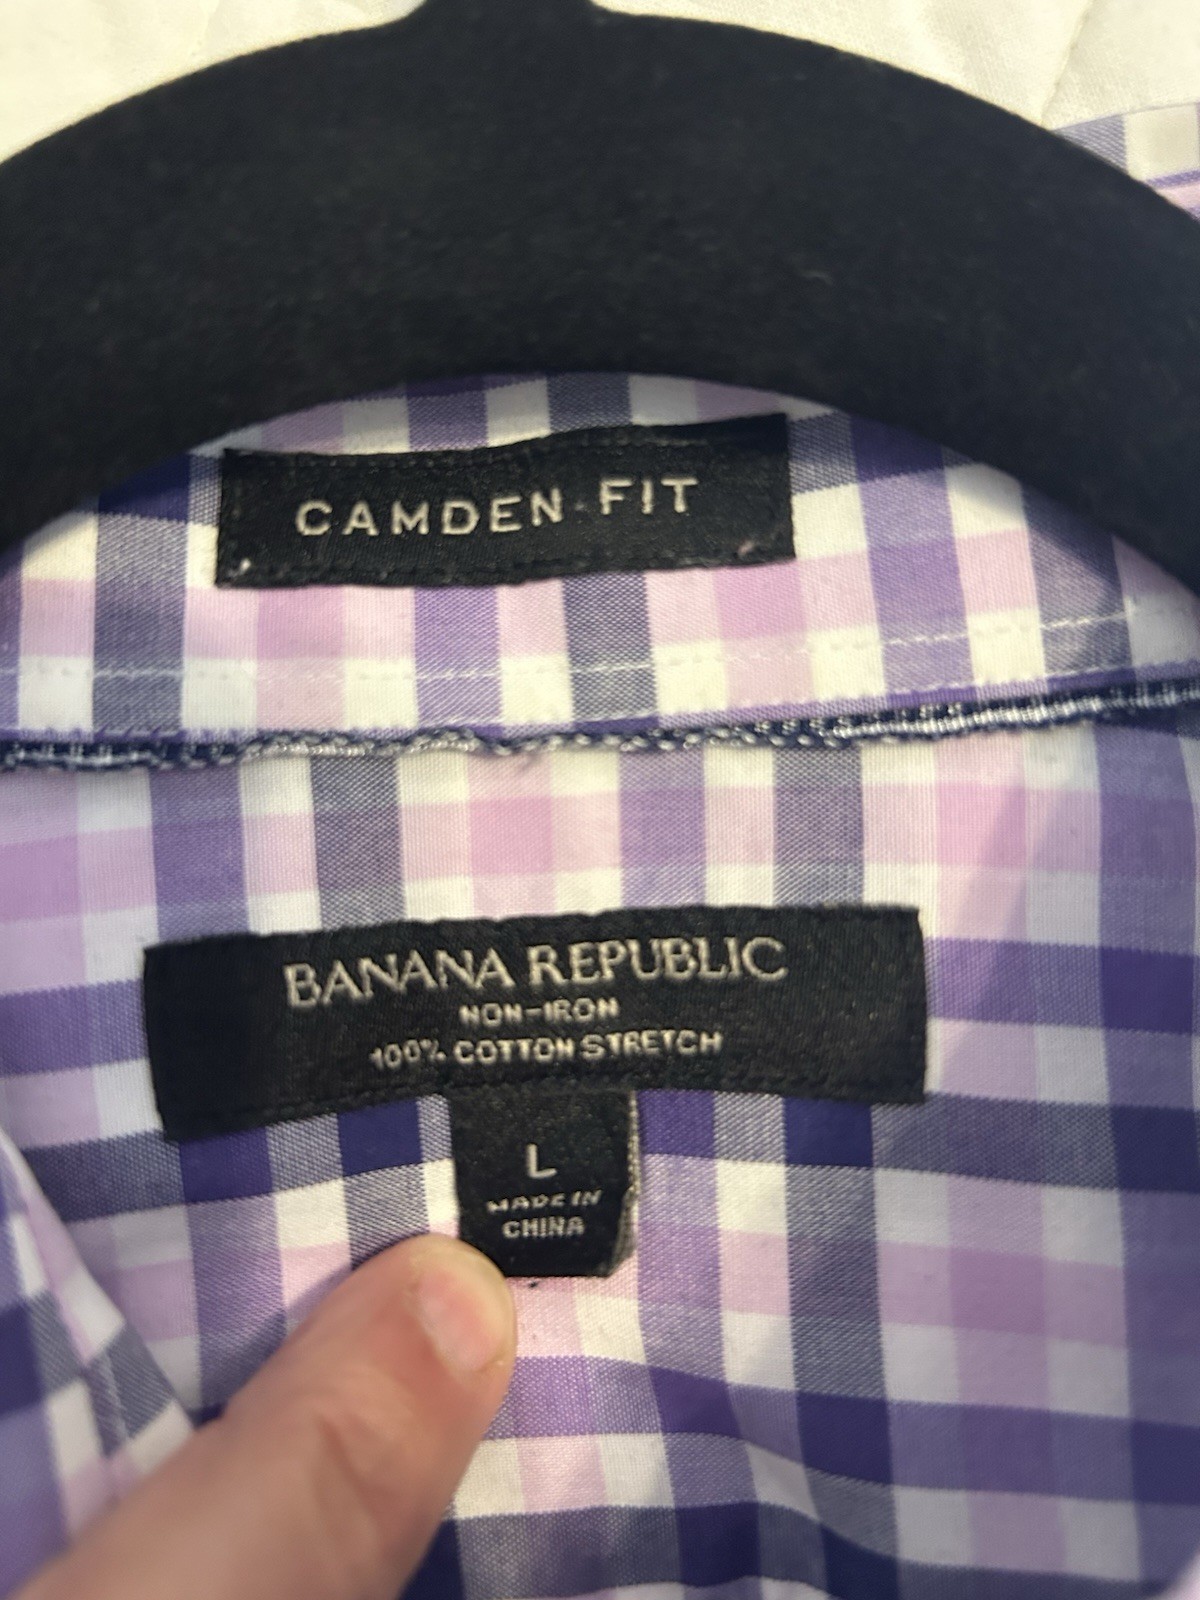 CAMDEN FIT
BANANA REPUBLIC
NON-IRON
100% COTTON STRETCH
L
MADE IN
CHINA